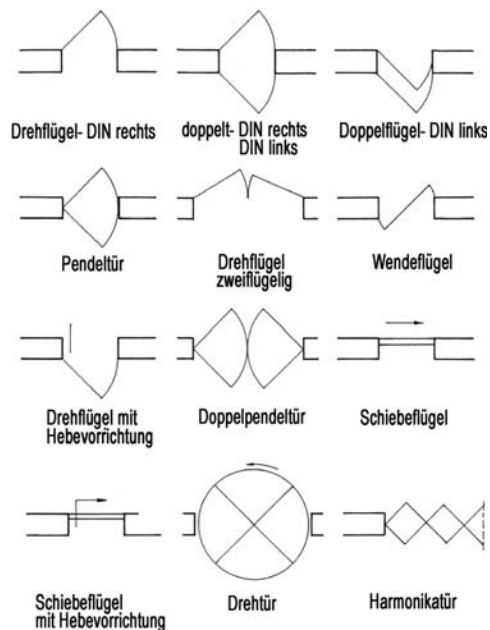 Drehflügel- DIN rechts
doppelt- DIN rechts
DIN links
Doppelflügel- DIN links
Pendeltür
Drehflügel
zweiflügelig
Wendeflügel
Drehflügel mit
Hebevorrichtung
Doppelpendeltür
Schiebeflügel
Schiebeflügel
mit Hebevorrichtung
Drehtür
Harmonikatür